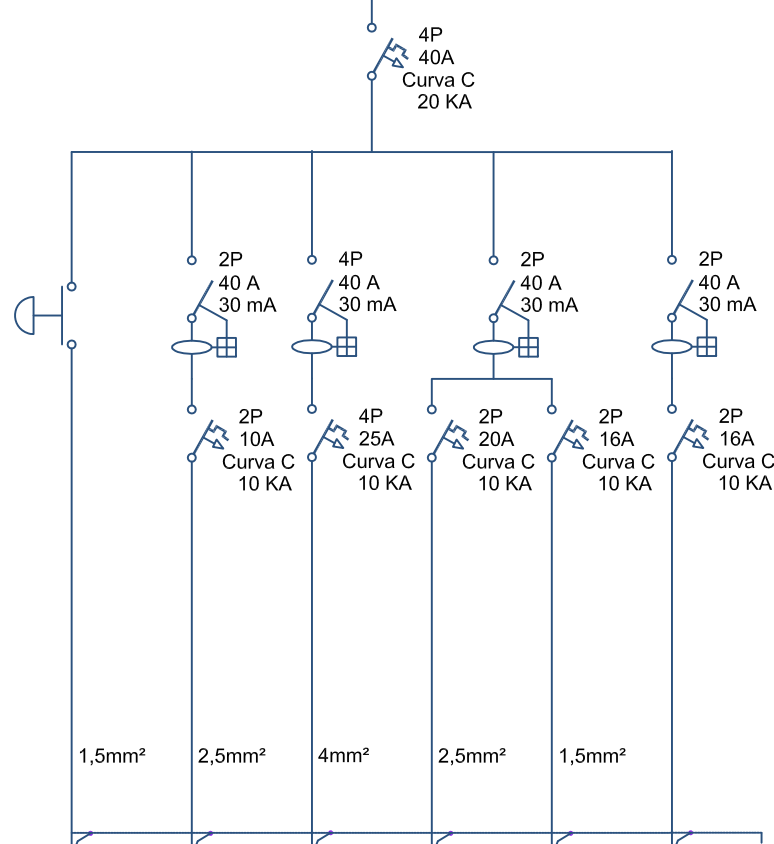 4P
40A
Curva C
20 KA
2P
40 A
30 mA
4P
40 A
30 mA
2P
40 A
30 mA
2P
40 A
30 mA
2P
10A
Curva C
10 KA
4P
25A
Curva C
10 KA
2P
20A
Curva C
10 KA
2P
16A
Curva C
10 KA
2P
16A
Curva C
10 KA
1,5mm²
2,5mm²
4mm²
2,5mm²
1,5mm²